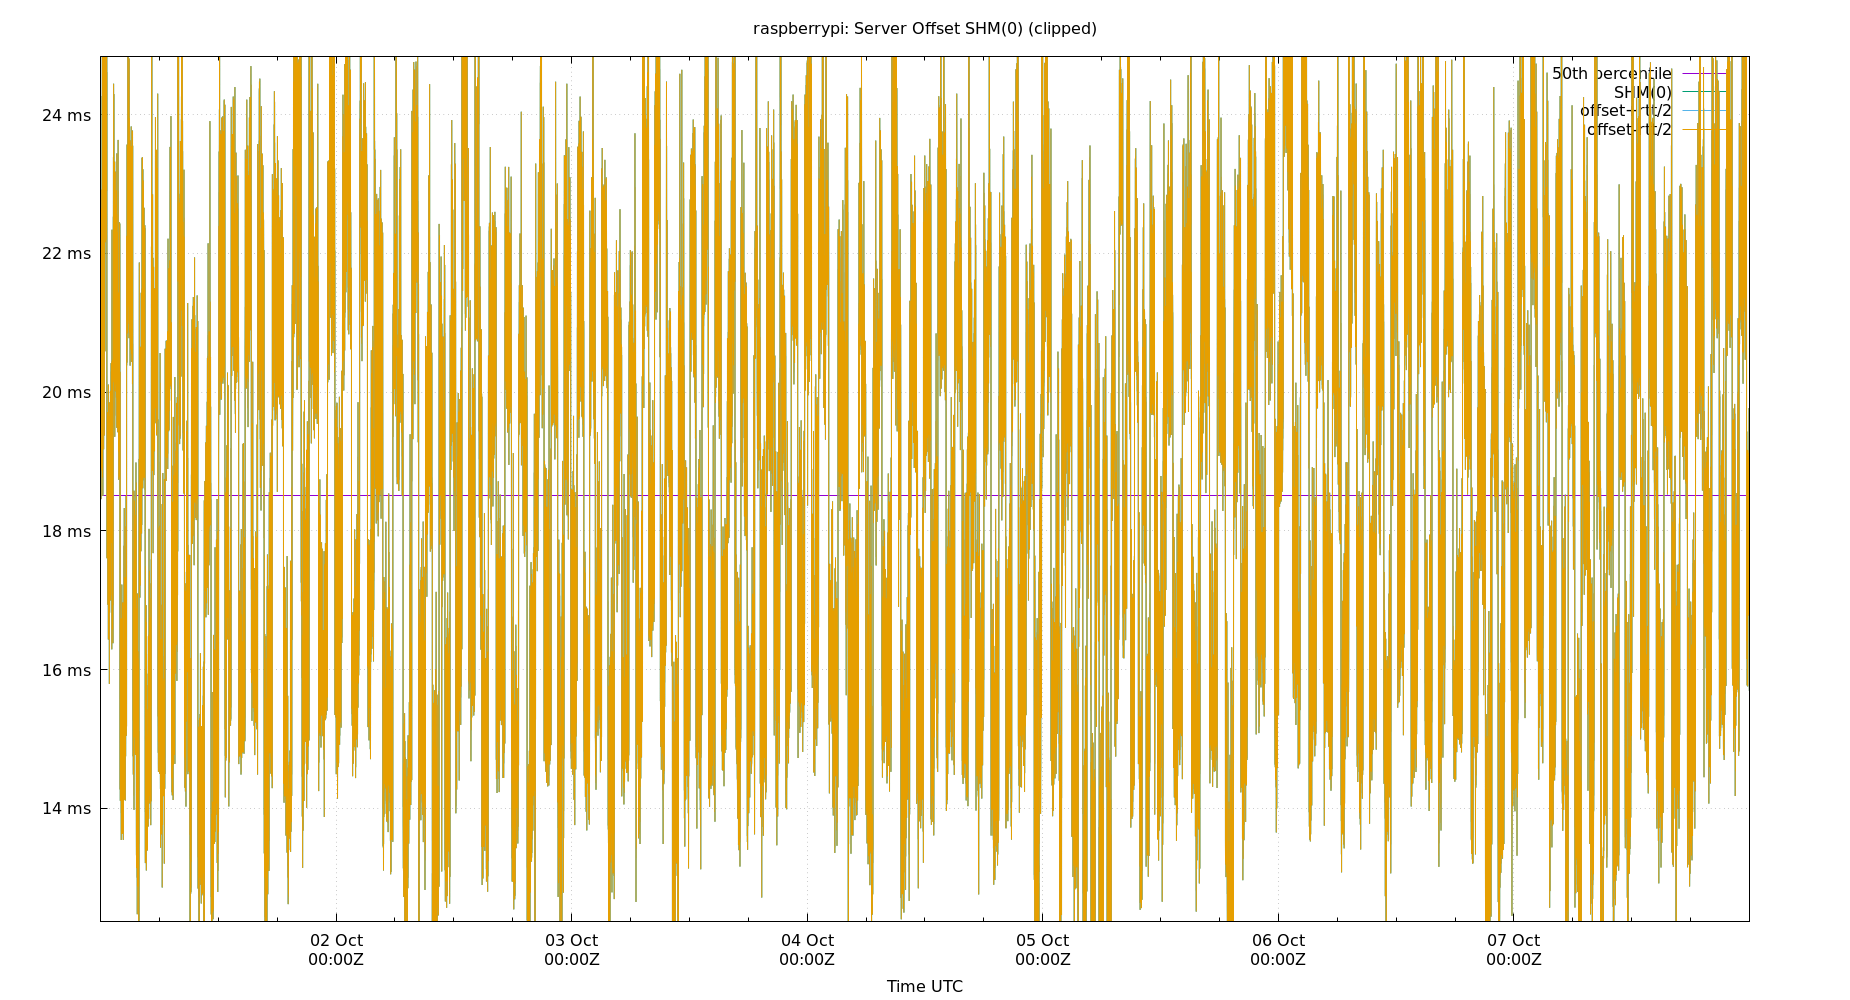 raspberrypi: Server Offset SHM(0) (clipped)
50th percentile
SHM(0)
offset-rtt/2
offset-rtt/2
24 ms
22 ms
20 ms
18 ms
16 ms
14 ms
02 Oct
00:00Z
03 Oct
00:00Z
04 Oct
00:00Z
05 Oct
00:00Z
06 Oct
00:00Z
07 Oct
00:00Z
Time UTC